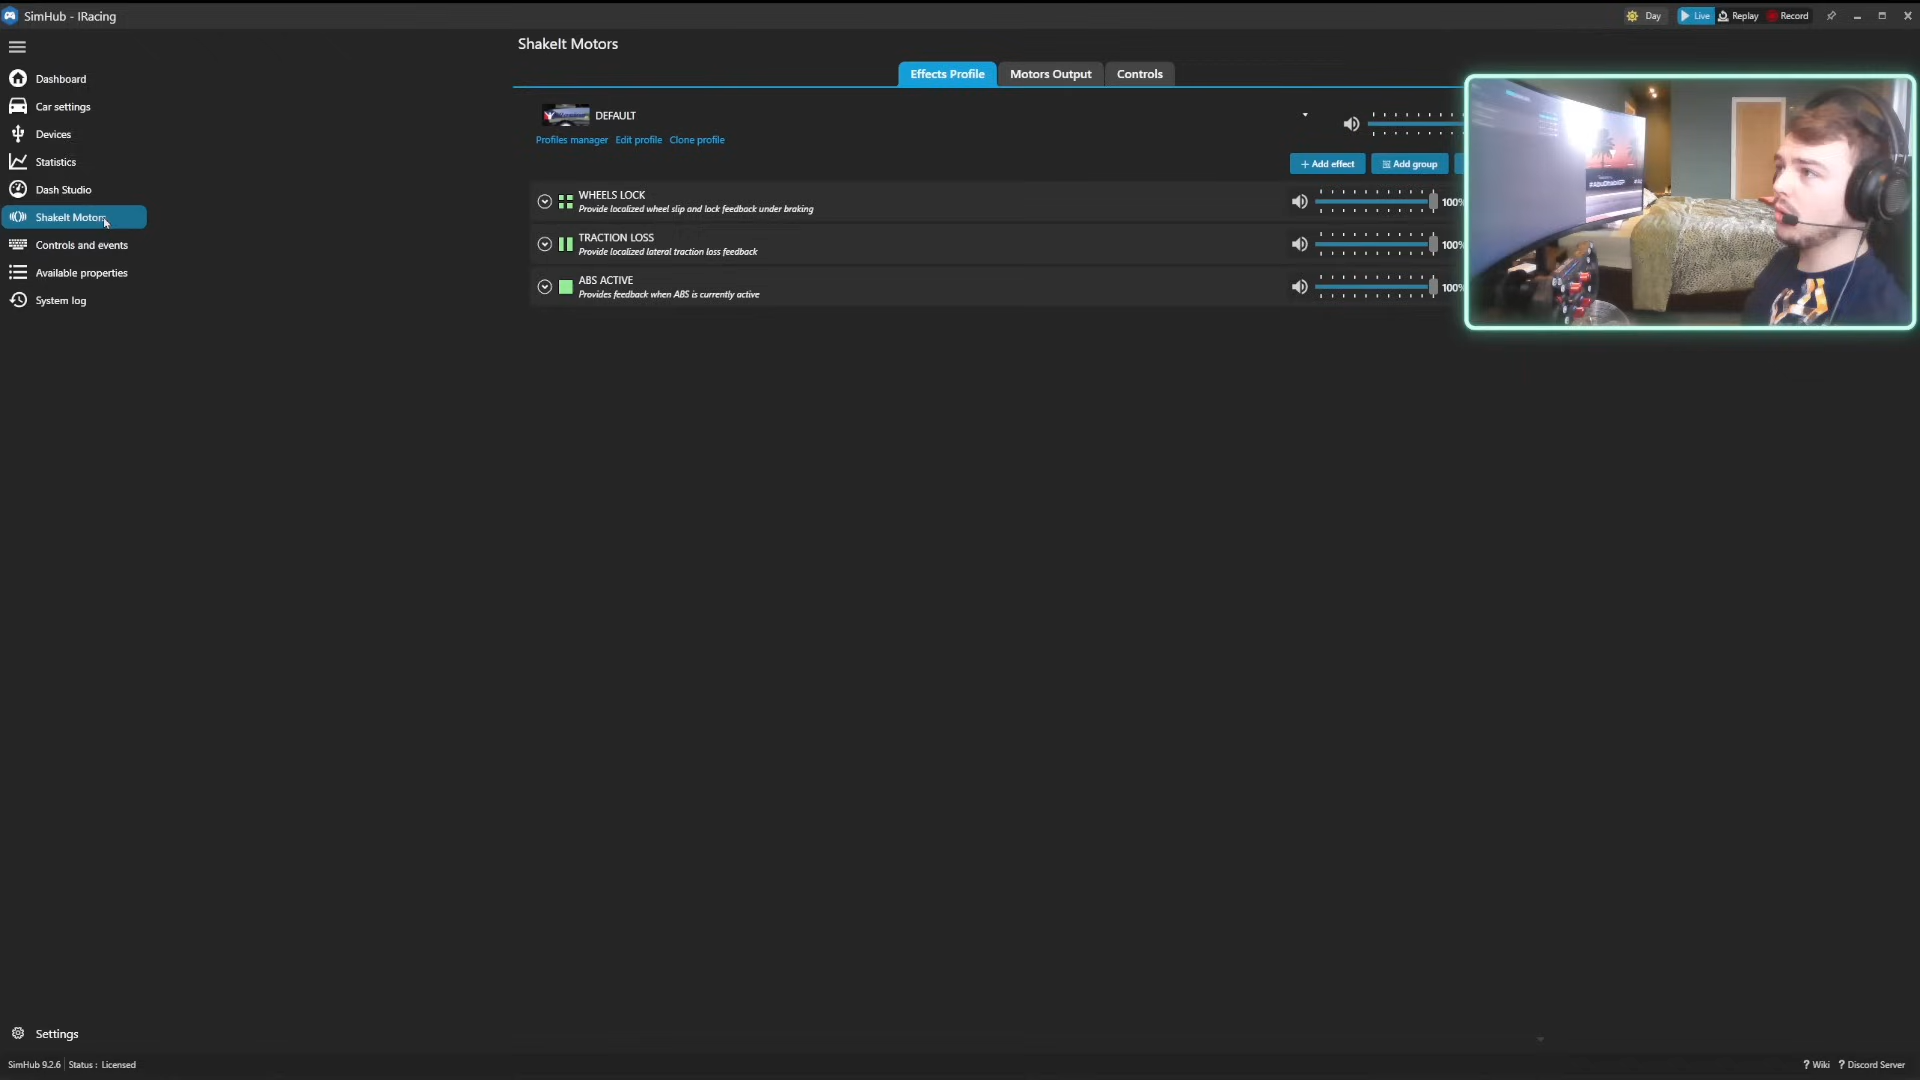 SimHub - IRacing
Day
Live
Replay
Record
Dashboard
Car settings
Devices
Statistics
Dash Studio
ShakeIt Motors
Controls and events
Available properties
System log
Settings
SimHub 9.2.6
Status : Licensed
ShakeIt Motors
Effects Profile
Motors Output
Controls
DEFAULT
Profiles manager
Edit profile
Clone profile
+ Add effect
Add group
WHEELS LOCK
Provide localized wheel slip and lock feedback under braking
100%
TRACTION LOSS
Provide localized lateral traction loss feedback
100%
ABS ACTIVE
Provides feedback when ABS is currently active
100%
? Wiki
? Discord Server